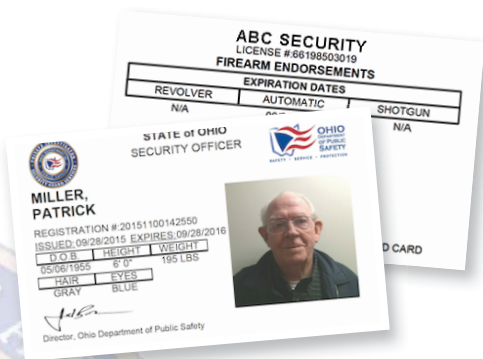 ABC SECURITY
LICENSE #:66198503019
FIREARM ENDORSEMENTS
EXPIRATION DATES
REVOLVER AUTOMATIC SHOTGUN
N/A N/A
D CARD
STATE of OHIO
SECURITY OFFICER
OHIO
DEPARTMENT
OF PUBLIC
SAFETY
SAFETY • SERVICE • PROTECTION
MILLER,
PATRICK
REGISTRATION #:20151100142550
ISSUED:09/28/2015 EXPIRES:09/28/2016
D.O.B. HEIGHT WEIGHT
05/06/1955 6' 0" 195 LBS
HAIR EYES
GRAY BLUE
Director, Ohio Department of Public Safety